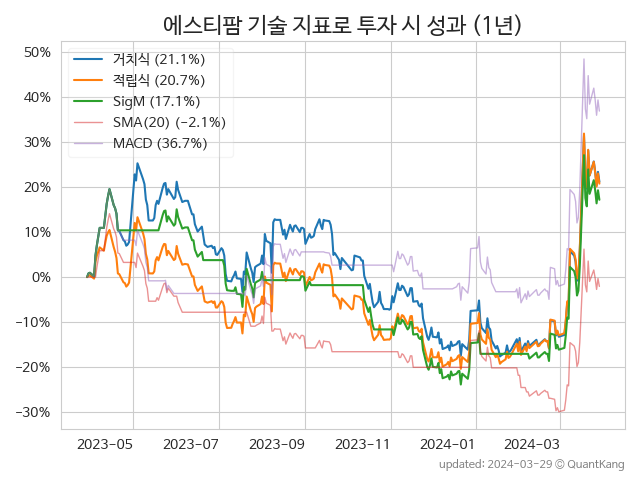 에스티팜 기술 지표로 투자 시 성과 (1년)
거치식 (21.1%)
적립식 (20.7%)
SigM (17.1%)
SMA(20) (−2.1%)
MACD (36.7%)
50%
40%
30%
20%
10%
0%
−10%
−20%
−30%
2023-05 2023-07 2023-09 2023-11 2024-01 2024-03
updated: 2024-03-29 © QuantKang